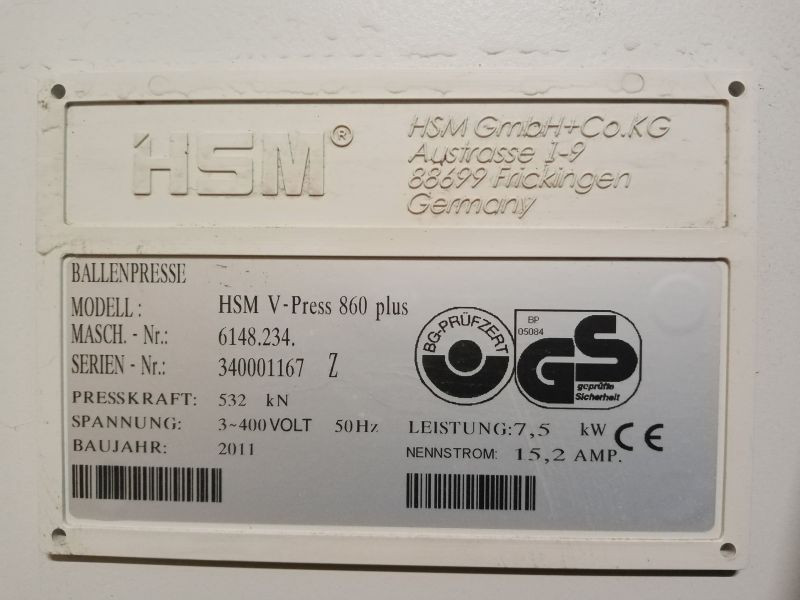 HSM®
HSM GmbH+Co.KG
Austrasse 1-9
88699 Frickingen
Germany
BALLENPRESSE
MODELL: HSM V-Press 860 plus
MASCH. - Nr.: 6148.234.
SERIEN - Nr.: 340001167 Z
PRESSKRAFT: 532 kN
SPANNUNG: 3~400VOLT 50Hz
BAUJAHR: 2011
BG-PRÜFZERT
BP
05084
GS
geprüfte
Sicherheit
LEISTUNG:7,5 kW CE
NENNSTROM: 15,2 AMP.